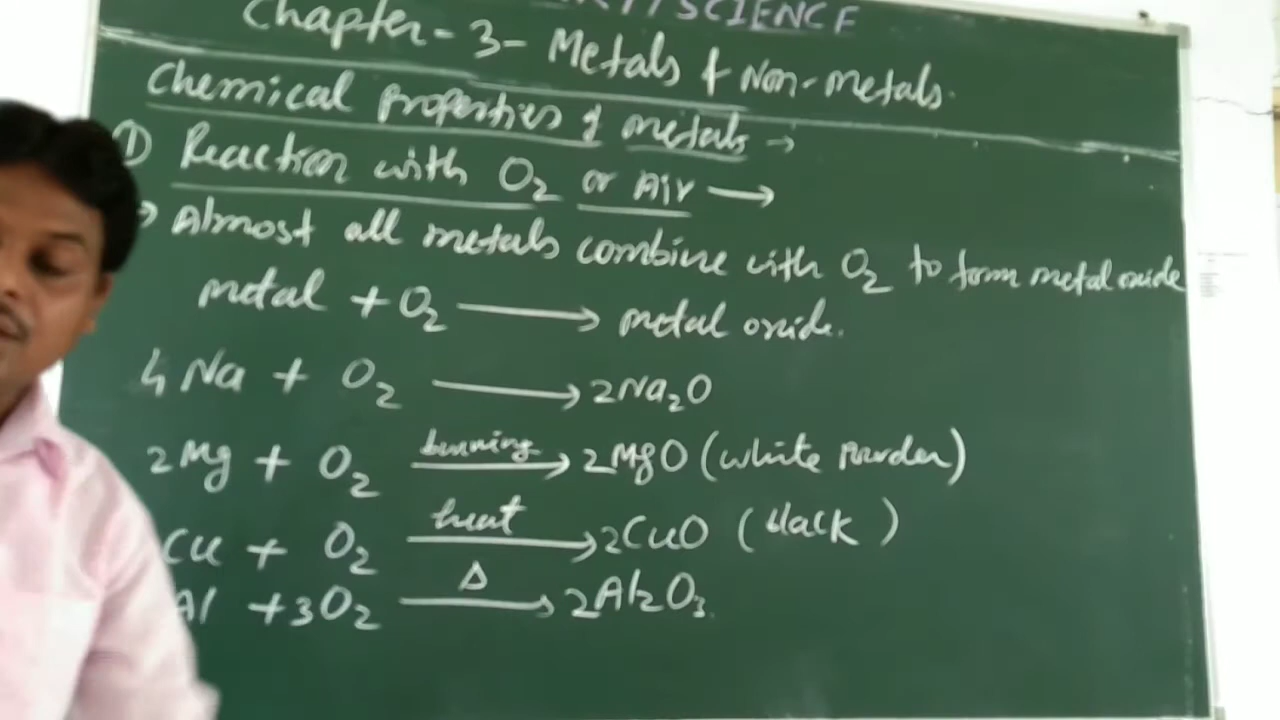 SCIENCE
Chapter-3- Metals & Non-metals.
Chemical properties of metals →
① Reaction with O₂ or Air →
→ Almost all metals combine with O₂ to form metal oxide
metal + O₂ → metal oxide.
4Na + O₂ → 2Na₂O
2Mg + O₂ burning → 2MgO (white Powder)
Cu + O₂ heat → 2CuO (black)
Al + 3O₂ Δ → 2Al₂O₃.